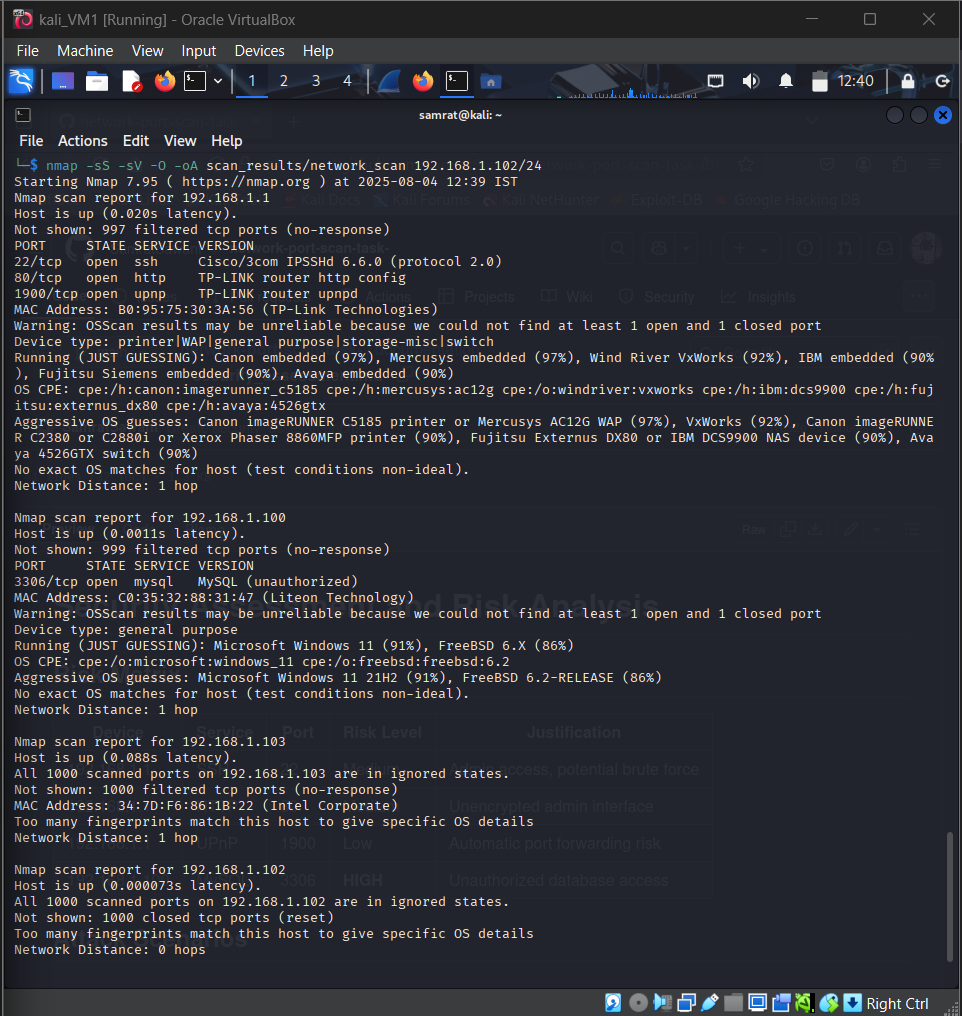 kali_VM1 [Running] - Oracle VirtualBox
File Machine View Input Devices Help
1 2 3 4 12:40
samrat@kali: ~
File Actions Edit View Help
└─$ nmap -sS -sV -O -oA scan_results/network_scan 192.168.1.102/24
Starting Nmap 7.95 ( https://nmap.org ) at 2025-08-04 12:39 IST
Nmap scan report for 192.168.1.1
Host is up (0.020s latency).
Not shown: 997 filtered tcp ports (no-response)
PORT     STATE SERVICE VERSION
22/tcp   open  ssh     Cisco/3com IPSSHd 6.6.0 (protocol 2.0)
80/tcp   open  http    TP-LINK router http config
1900/tcp open  upnp    TP-LINK router upnpd
MAC Address: B0:95:75:30:3A:56 (TP-Link Technologies)
Warning: OSScan results may be unreliable because we could not find at least 1 open and 1 closed port
Device type: printer|WAP|general purpose|storage-misc|switch
Running (JUST GUESSING): Canon embedded (97%), Mercusys embedded (97%), Wind River VxWorks (92%), IBM embedded (90%
), Fujitsu Siemens embedded (90%), Avaya embedded (90%)
OS CPE: cpe:/h:canon:imagerunner_c5185 cpe:/h:mercusys:ac12g cpe:/o:windriver:vxworks cpe:/h:ibm:dcs9900 cpe:/h:fuj
itsu:externus_dx80 cpe:/h:avaya:4526gtx
Aggressive OS guesses: Canon imageRUNNER C5185 printer or Mercusys AC12G WAP (97%), VxWorks (92%), Canon imageRUNNE
R C2380 or C2880i or Xerox Phaser 8860MFP printer (90%), Fujitsu Externus DX80 or IBM DCS9900 NAS device (90%), Ava
ya 4526GTX switch (90%)
No exact OS matches for host (test conditions non-ideal).
Network Distance: 1 hop
Nmap scan report for 192.168.1.100
Host is up (0.0011s latency).
Not shown: 999 filtered tcp ports (no-response)
PORT     STATE SERVICE VERSION
3306/tcp open  mysql   MySQL (unauthorized)
MAC Address: C0:35:32:88:31:47 (Liteon Technology)
Warning: OSScan results may be unreliable because we could not find at least 1 open and 1 closed port
Device type: general purpose
Running (JUST GUESSING): Microsoft Windows 11 (91%), FreeBSD 6.X (86%)
OS CPE: cpe:/o:microsoft:windows_11 cpe:/o:freebsd:freebsd:6.2
Aggressive OS guesses: Microsoft Windows 11 21H2 (91%), FreeBSD 6.2-RELEASE (86%)
No exact OS matches for host (test conditions non-ideal).
Network Distance: 1 hop
Nmap scan report for 192.168.1.103
Host is up (0.088s latency).
All 1000 scanned ports on 192.168.1.103 are in ignored states.
Not shown: 1000 filtered tcp ports (no-response)
MAC Address: 34:7D:F6:86:1B:22 (Intel Corporate)
Too many fingerprints match this host to give specific OS details
Network Distance: 1 hop
Nmap scan report for 192.168.1.102
Host is up (0.000073s latency).
All 1000 scanned ports on 192.168.1.102 are in ignored states.
Not shown: 1000 closed tcp ports (reset)
Too many fingerprints match this host to give specific OS details
Network Distance: 0 hops
Right Ctrl